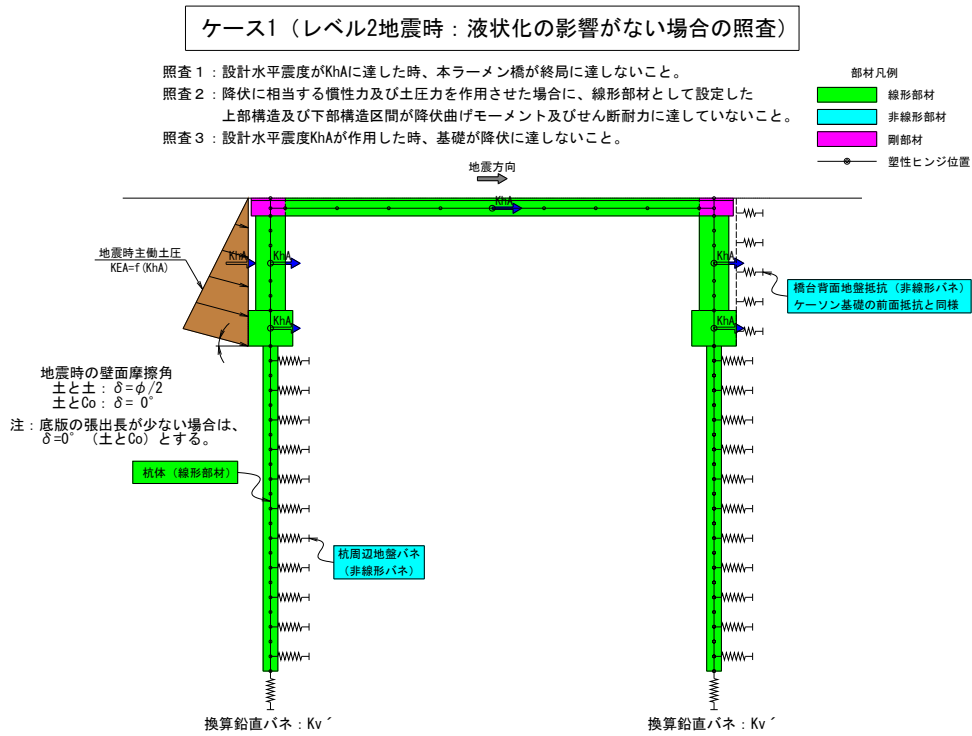 ケース1（レベル2地震時：液状化の影響がない場合の照査）
照査１：設計水平震度がKhAに達した時、本ラーメン橋が終局に達しないこと。
照査２：降伏に相当する慣性力及び土圧力を作用させた場合に、線形部材として設定した
上部構造及び下部構造区間が降伏曲げモーメント及びせん断耐力に達していないこと。
照査３：設計水平震度KhAが作用した時、基礎が降伏に達しないこと。
部材凡例
線形部材
非線形部材
剛部材
塑性ヒンジ位置
地震方向
KhA
地震時主働土圧
KEA=f(KhA)
KhA
KhA
KhA
KhA
KhA
橋台背面地盤抵抗（非線形バネ）
ケーソン基礎の前面抵抗と同様
地震時の壁面摩擦角
土と土：δ=φ/2
土とCo：δ= 0°
注：底版の張出長が少ない場合は、
δ=0°（土とCo）とする。
杭体（線形部材）
杭周辺地盤バネ
（非線形バネ）
換算鉛直バネ：Kv´
換算鉛直バネ：Kv´